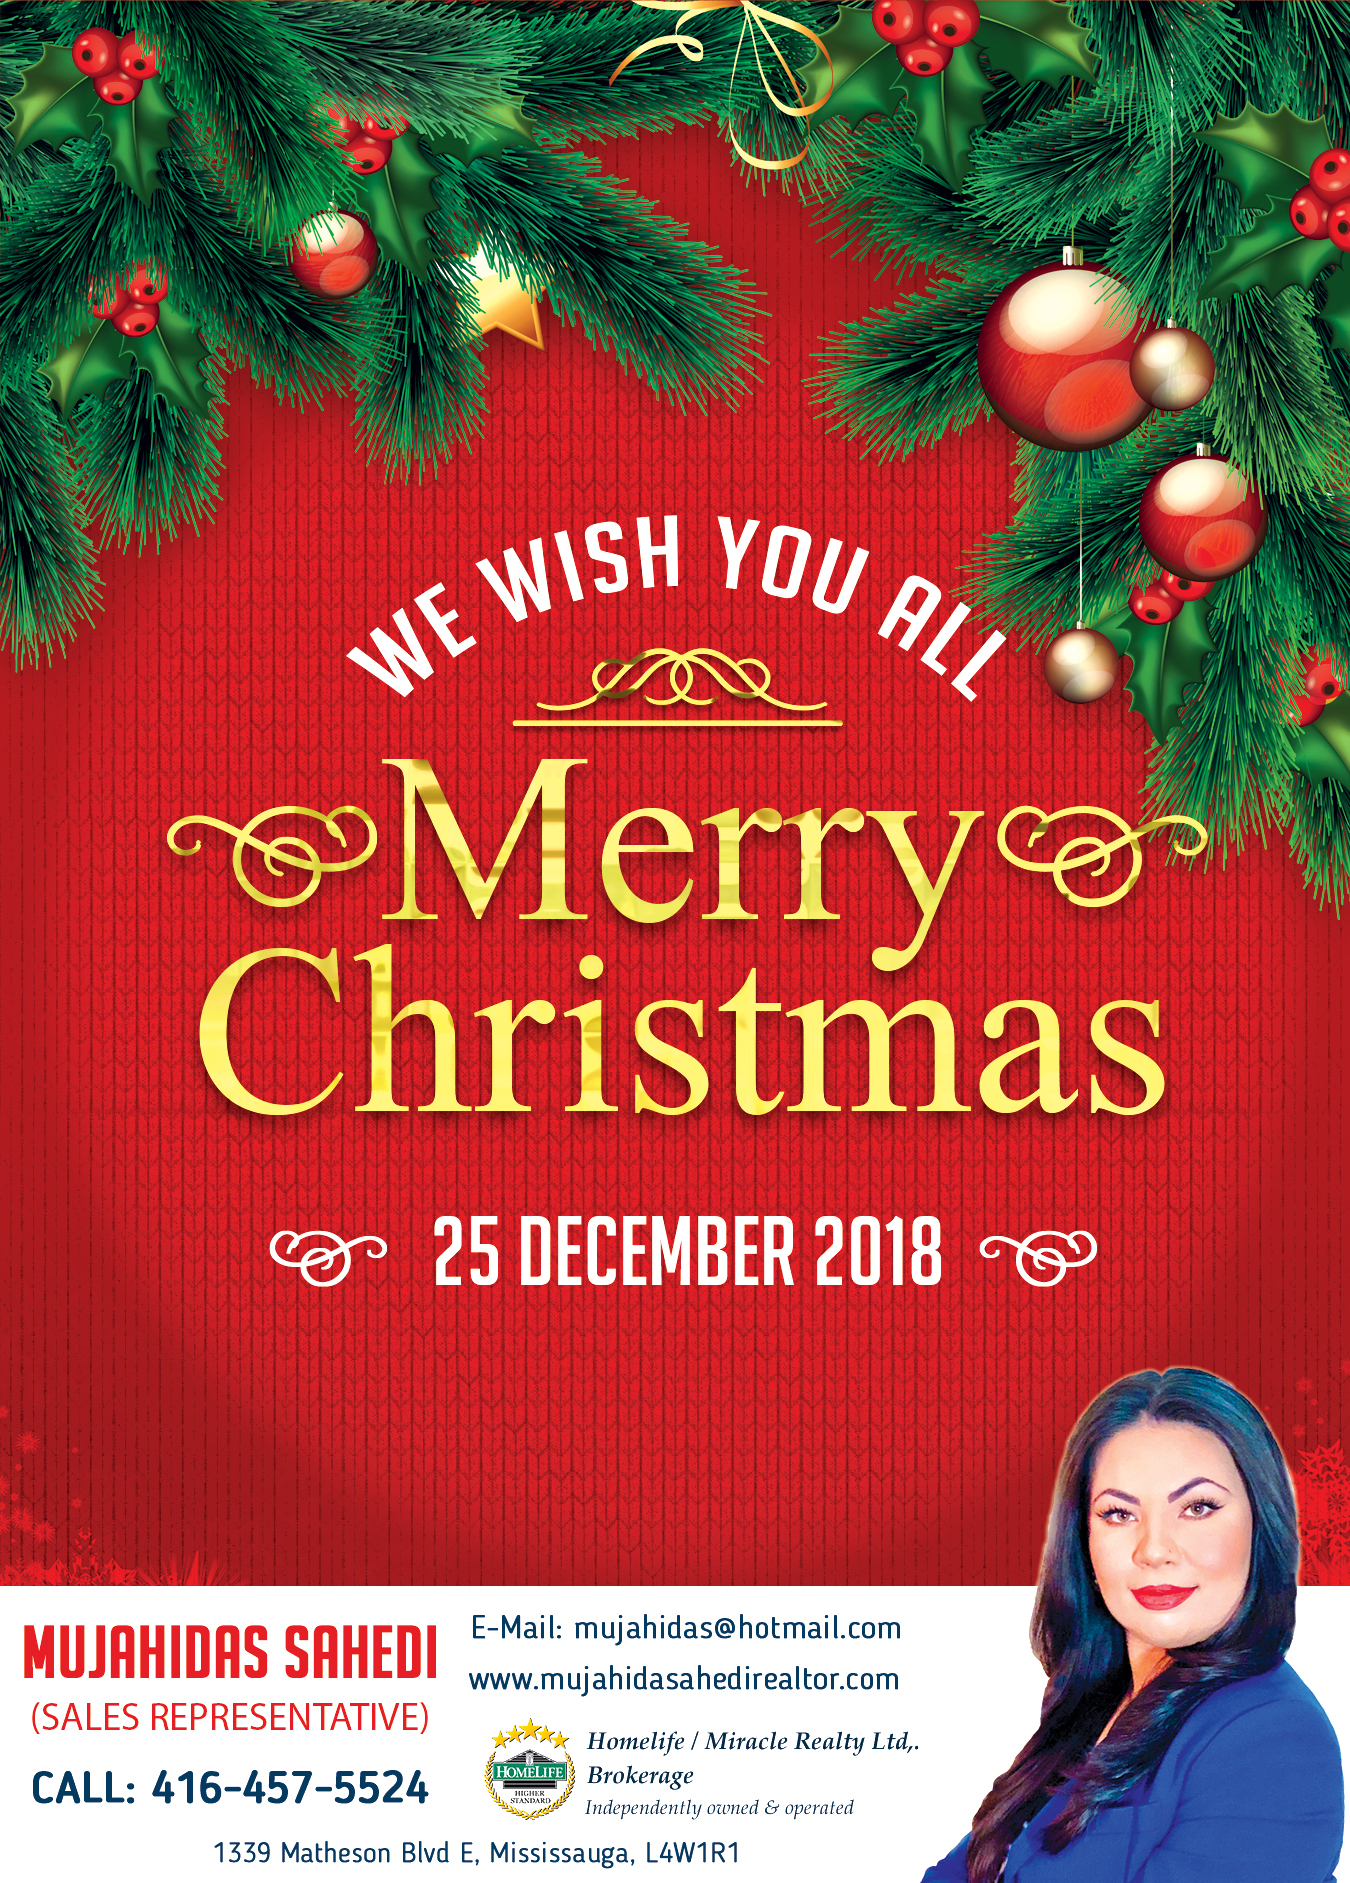 WE WISH YOU ALL
Merry
Christmas
25 DECEMBER 2018
MUJAHIDAS SAHEDI
(SALES REPRESENTATIVE)
CALL: 416-457-5524
E-Mail: mujahidas@hotmail.com
www.mujahidasahedirealtor.com
HOMELIFE
HIGHER
STANDARD
Homelife / Miracle Realty Ltd,.
Brokerage
Independently owned & operated
1339 Matheson Blvd E, Mississauga, L4W1R1